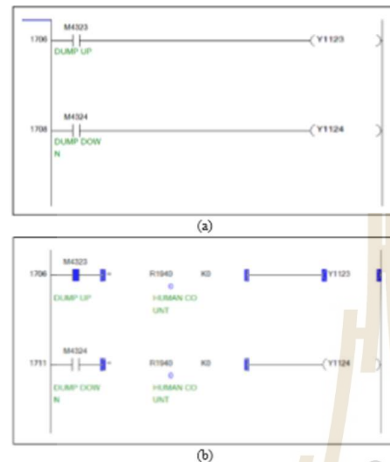 M4323
1706 Y1123
DUMP UP
M4324
1708 Y1124
DUMP DOW
N
(a)
M4323
1706 = R1940 K0 Y1123
0
DUMP UP HUMAN CO
UNT
M4324
1711 = R1940 K0 Y1124
0
DUMP DOW HUMAN CO
N UNT
(b)